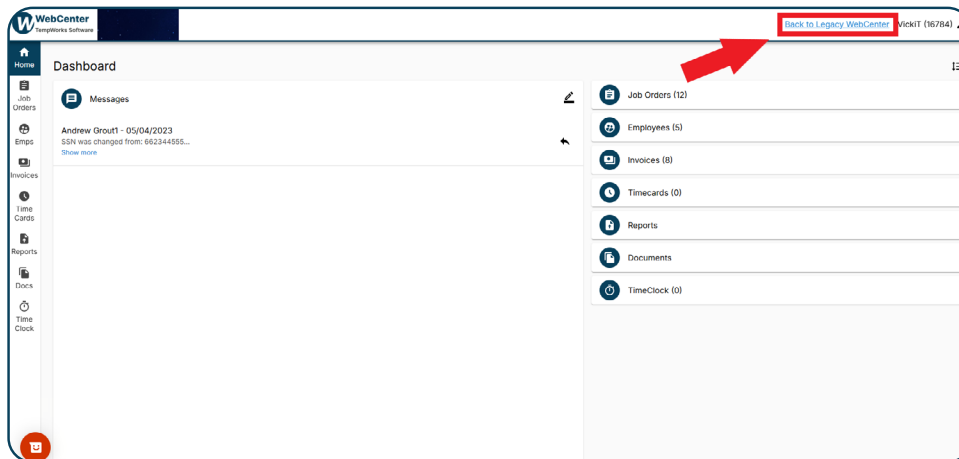 WebCenter
TempWorks Software
Back to Legacy WebCenter VickiT (16784)
Home
Dashboard
Job
Orders
Emps
Invoices
Time
Cards
Reports
Docs
Time
Clock
Messages
Andrew Grout1 - 05/04/2023
SSN was changed from: 662344555...
Show more
Job Orders (12)
Employees (5)
Invoices (8)
Timecards (0)
Reports
Documents
TimeClock (0)